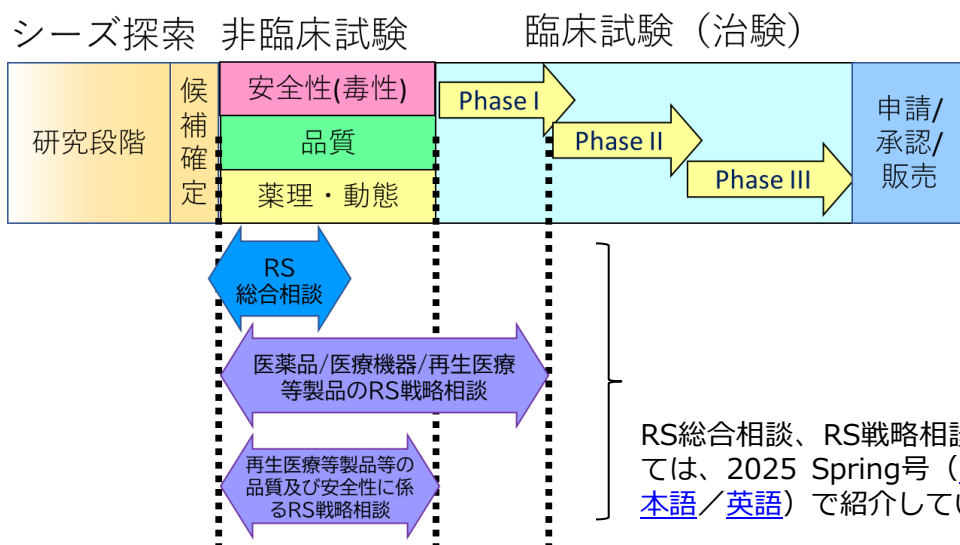 シーズ探索 非臨床試験 臨床試験（治験）
研究段階
候補確定
安全性(毒性)
品質
薬理・動態
Phase I
Phase II
Phase III
申請/
承認/
販売
RS
総合相談
医薬品/医療機器/再生医療
等製品のRS戦略相談
再生医療等製品等の
品質及び安全性に係
るRS戦略相談
RS総合相談、RS戦略相
ては、2025 Spring号（
本語／英語）で紹介して